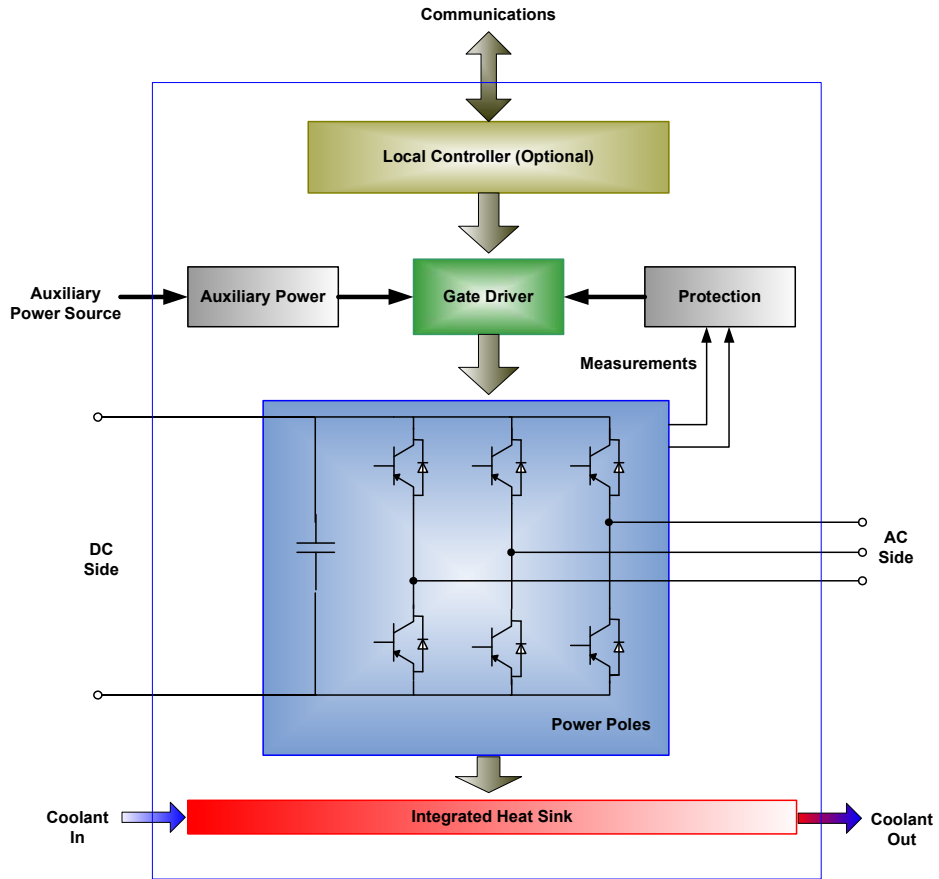 Communications
Local Controller (Optional)
Auxiliary
Power Source
Auxiliary Power
Gate Driver
Protection
Measurements
DC
Side
AC
Side
Power Poles
Coolant
In
Integrated Heat Sink
Coolant
Out